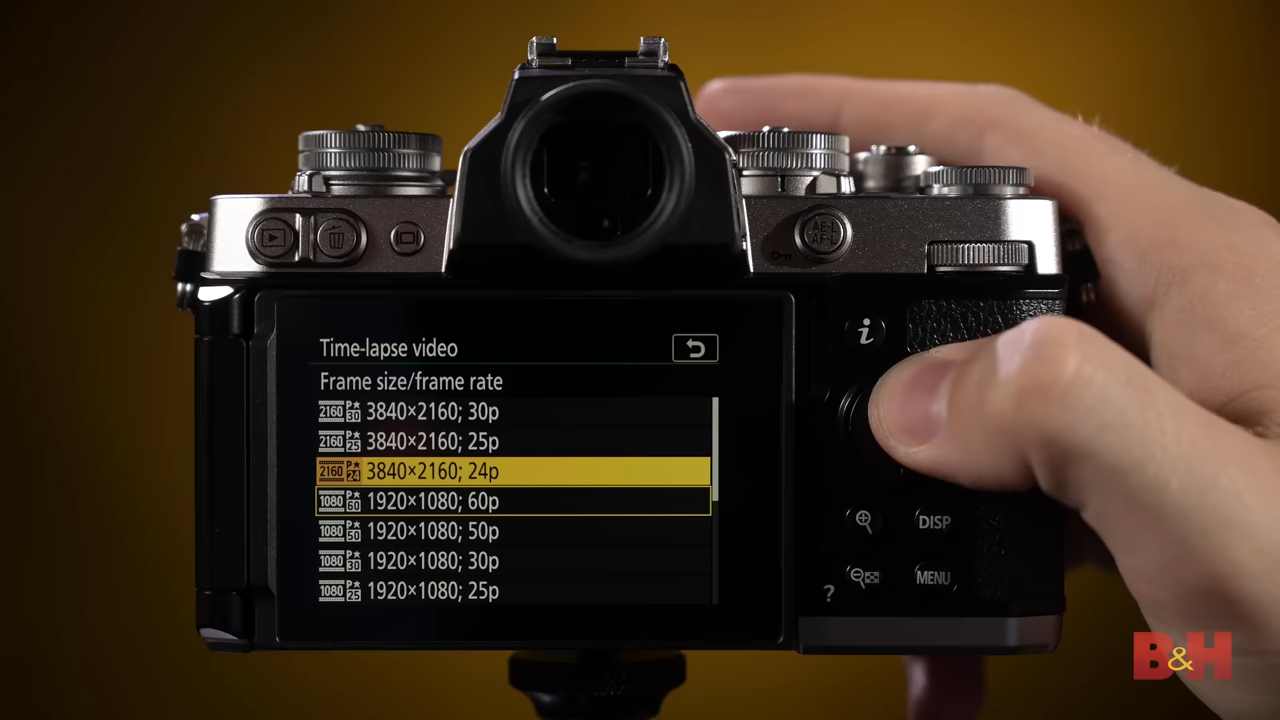 AE-L
AF-L
i
Time-lapse video
Frame size/frame rate
2160 P★30 3840×2160; 30p
2160 P★25 3840×2160; 25p
2160 P★24 3840×2160; 24p
1080 P★60 1920×1080; 60p
1080 P★50 1920×1080; 50p
1080 P★30 1920×1080; 30p
1080 P★25 1920×1080; 25p
DISP
? MENU
B&H